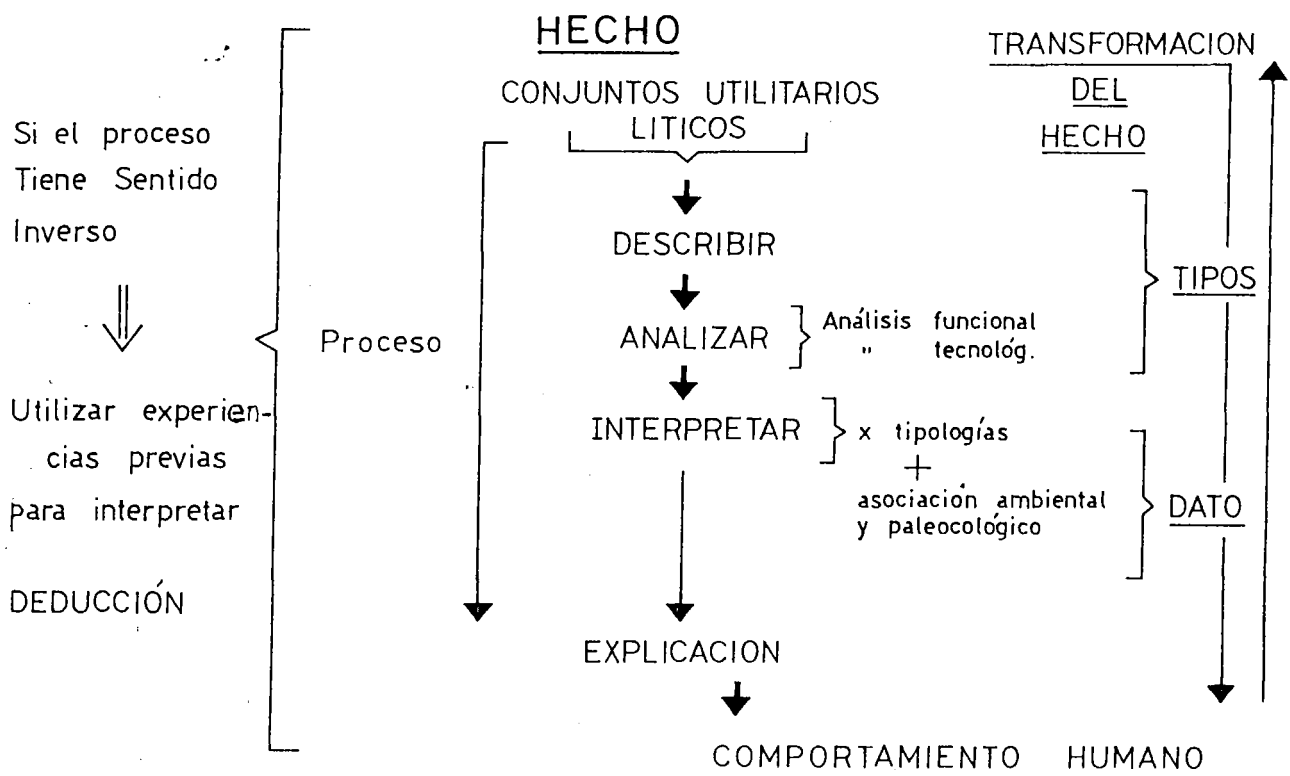 HECHO
CONJUNTOS UTILITARIOS
LITICOS
DESCRIBIR
ANALIZAR
Análisis funcional
" tecnológ.
INTERPRETAR
x tipologías
+
asociación ambiental
y paleocológico
EXPLICACION
COMPORTAMIENTO HUMANO
Proceso
Si el proceso
Tiene Sentido
Inverso
Utilizar experien-
cias previas
para interpretar
DEDUCCIÓN
TRANSFORMACION
DEL
HECHO
TIPOS
DATO